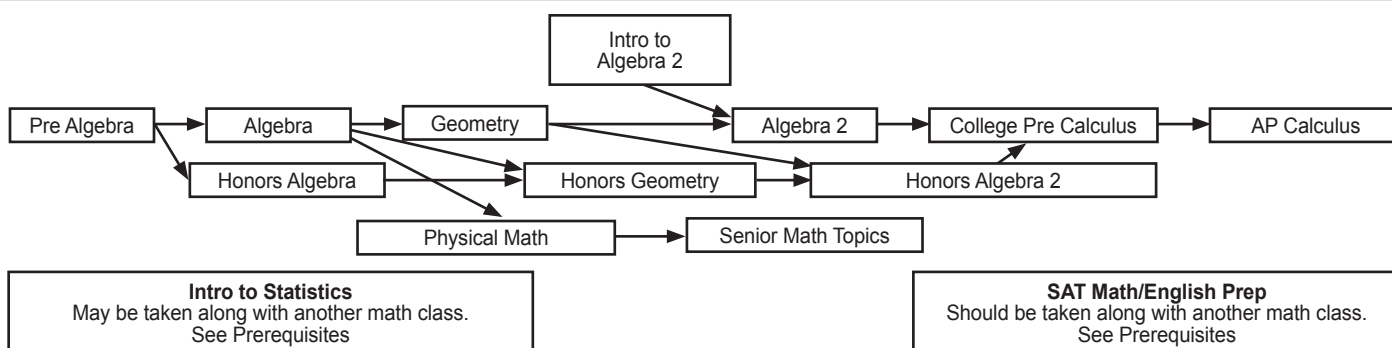 Intro to
Algebra 2
Pre Algebra
Algebra
Geometry
Algebra 2
College Pre Calculus
AP Calculus
Honors Algebra
Honors Geometry
Honors Algebra 2
Physical Math
Senior Math Topics
Intro to Statistics
May be taken along with another math class.
See Prerequisites
SAT Math/English Prep
Should be taken along with another math class.
See Prerequisites